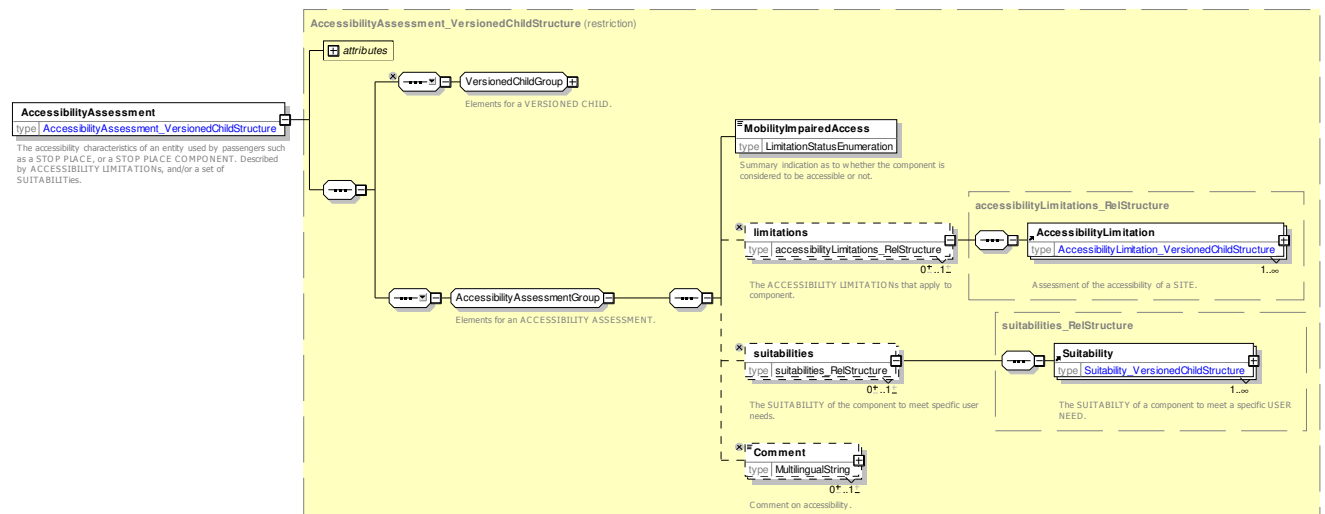 AccessibilityAssessment_VersionedChildStructure (restriction)
attributes
VersionedChildGroup
Elements for a VERSIONED CHILD.
AccessibilityAssessment
type AccessibilityAssessment_VersionedChildStructure
The accessibility characteristics of an entity used by passengers such
as a STOP PLACE, or a STOP PLACE COMPONENT. Described
by ACCESSIBILITY LIMITATIONs, and/or a set of
SUITABILITies.
MobilityImpairedAccess
type LimitationStatusEnumeration
Summary indication as to whether the component is
considered to be accessible or not.
accessibilityLimitations_RelStructure
limitations
type accessibilityLimitations_RelStructure
0..1
The ACCESSIBILITY LIMITATIONs that apply to
component.
AccessibilityLimitation
type AccessibilityLimitation_VersionedChildStructure
1..∞
Assessment of the accessibility of a SITE.
AccessibilityAssessmentGroup
Elements for an ACCESSIBILITY ASSESSMENT.
suitabilities_RelStructure
suitabilities
type suitabilities_RelStructure
0..1
The SUITABILITY of the component to meet specific user
needs.
Suitability
type Suitability_VersionedChildStructure
1..∞
The SUITABILTY of a component to meet a specific USER
NEED.
Comment
type MultilingualString
0..1
Comment on accessibility.